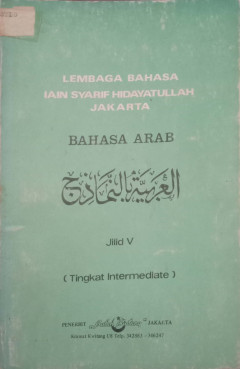 LEMBAGA BAHASA
IAIN SYARIF HIDAYATULLAH
JAKARTA
BAHASA ARAB
العربية بالنماذج
Jilid V
( Tingkat Intermediate )
PENERBIT JAKARTA